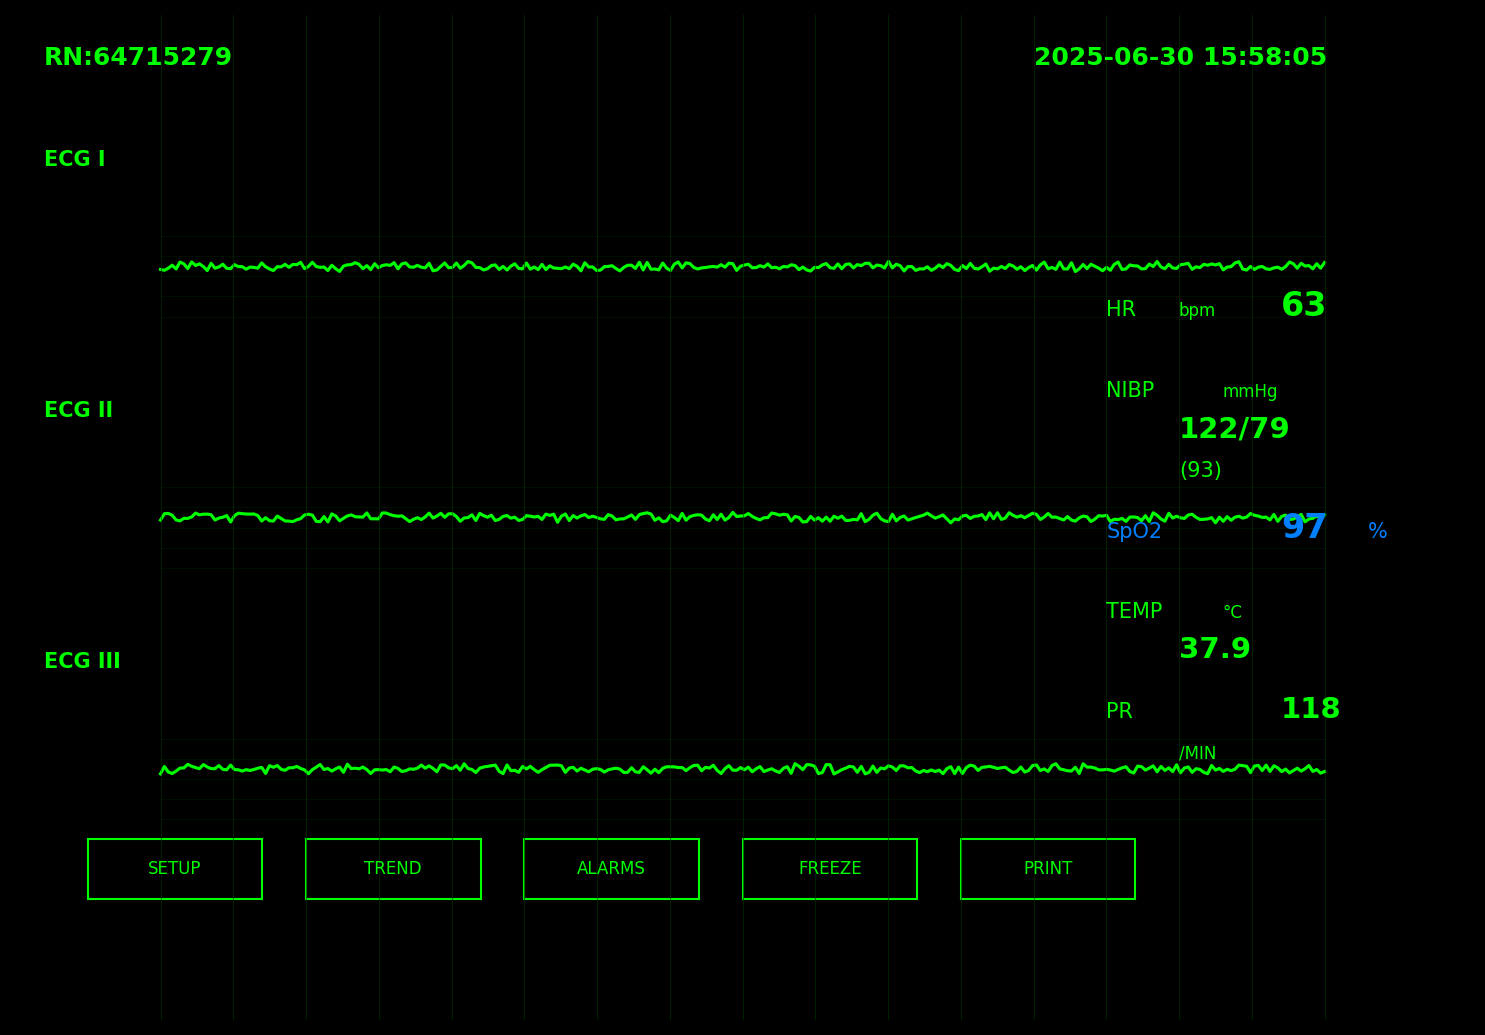 RN:64715279 2025-06-30 15:58:05
ECG I
HR bpm 63
NIBP mmHg
ECG II
122/79
(93)
SpO2 97 %
TEMP °C
37.9
ECG III
PR 118
/MIN
SETUP TREND ALARMS FREEZE PRINT